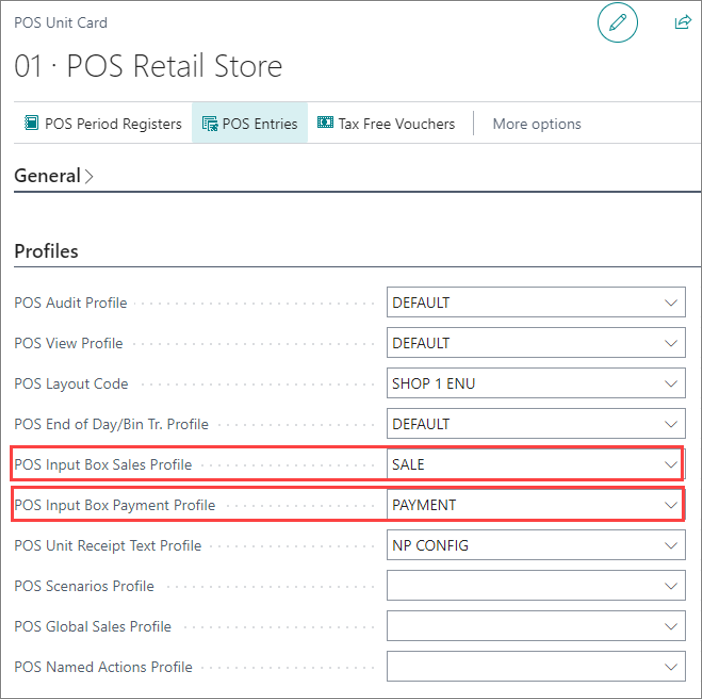 POS Unit Card
01 · POS Retail Store
POS Period Registers POS Entries Tax Free Vouchers More options
General
Profiles
POS Audit Profile DEFAULT
POS View Profile DEFAULT
POS Layout Code SHOP 1 ENU
POS End of Day/Bin Tr. Profile DEFAULT
POS Input Box Sales Profile SALE
POS Input Box Payment Profile PAYMENT
POS Unit Receipt Text Profile NP CONFIG
POS Scenarios Profile
POS Global Sales Profile
POS Named Actions Profile